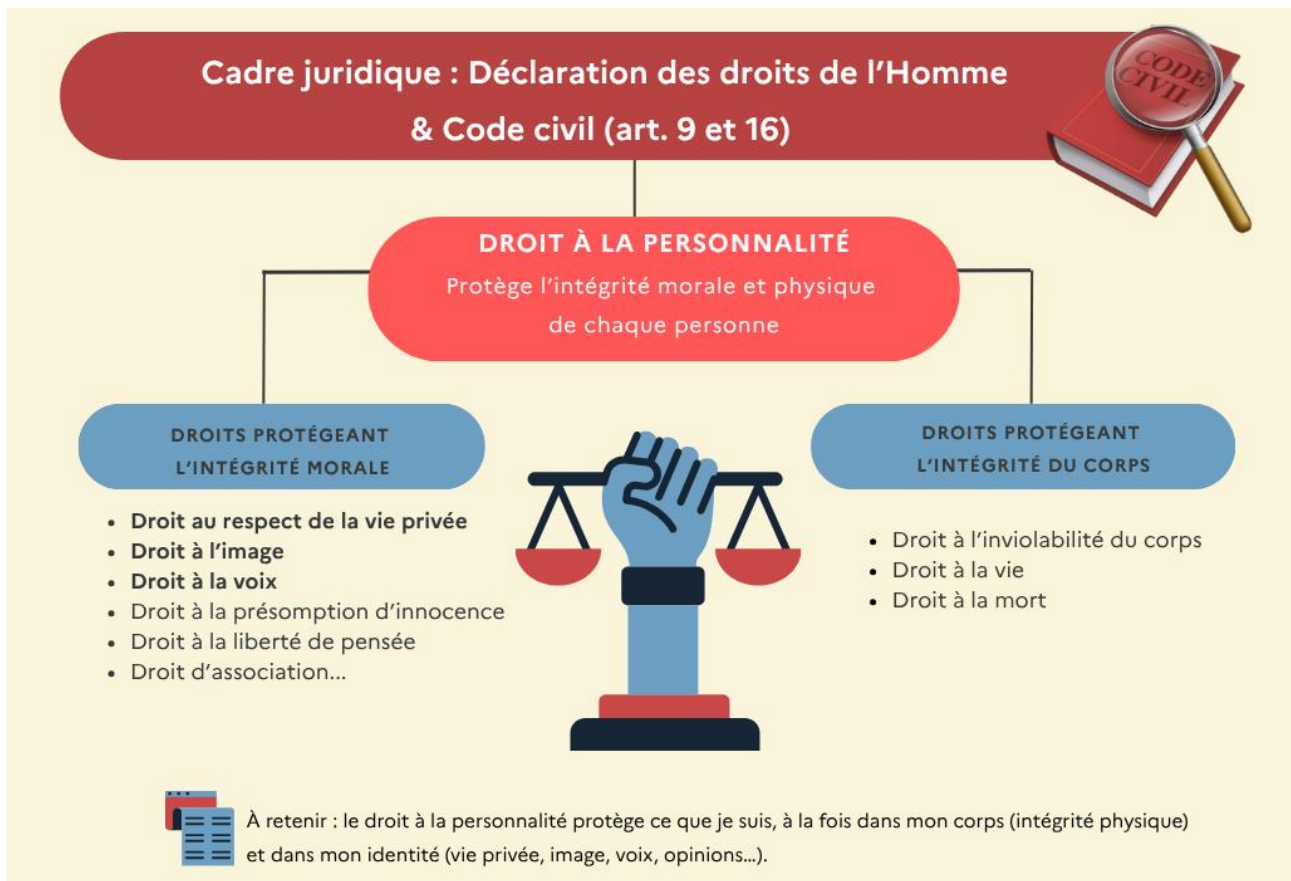 Cadre juridique : Déclaration des droits de l’Homme
& Code civil (art. 9 et 16)
CODE
CIVIL
DROIT À LA PERSONNALITÉ
Protège l’intégrité morale et physique
de chaque personne
DROITS PROTÉGEANT
L’INTÉGRITÉ MORALE
• Droit au respect de la vie privée
• Droit à l’image
• Droit à la voix
• Droit à la présomption d’innocence
• Droit à la liberté de pensée
• Droit d’association...
DROITS PROTÉGEANT
L’INTÉGRITÉ DU CORPS
• Droit à l’inviolabilité du corps
• Droit à la vie
• Droit à la mort
À retenir : le droit à la personnalité protège ce que je suis, à la fois dans mon corps (intégrité physique)
et dans mon identité (vie privée, image, voix, opinions…).